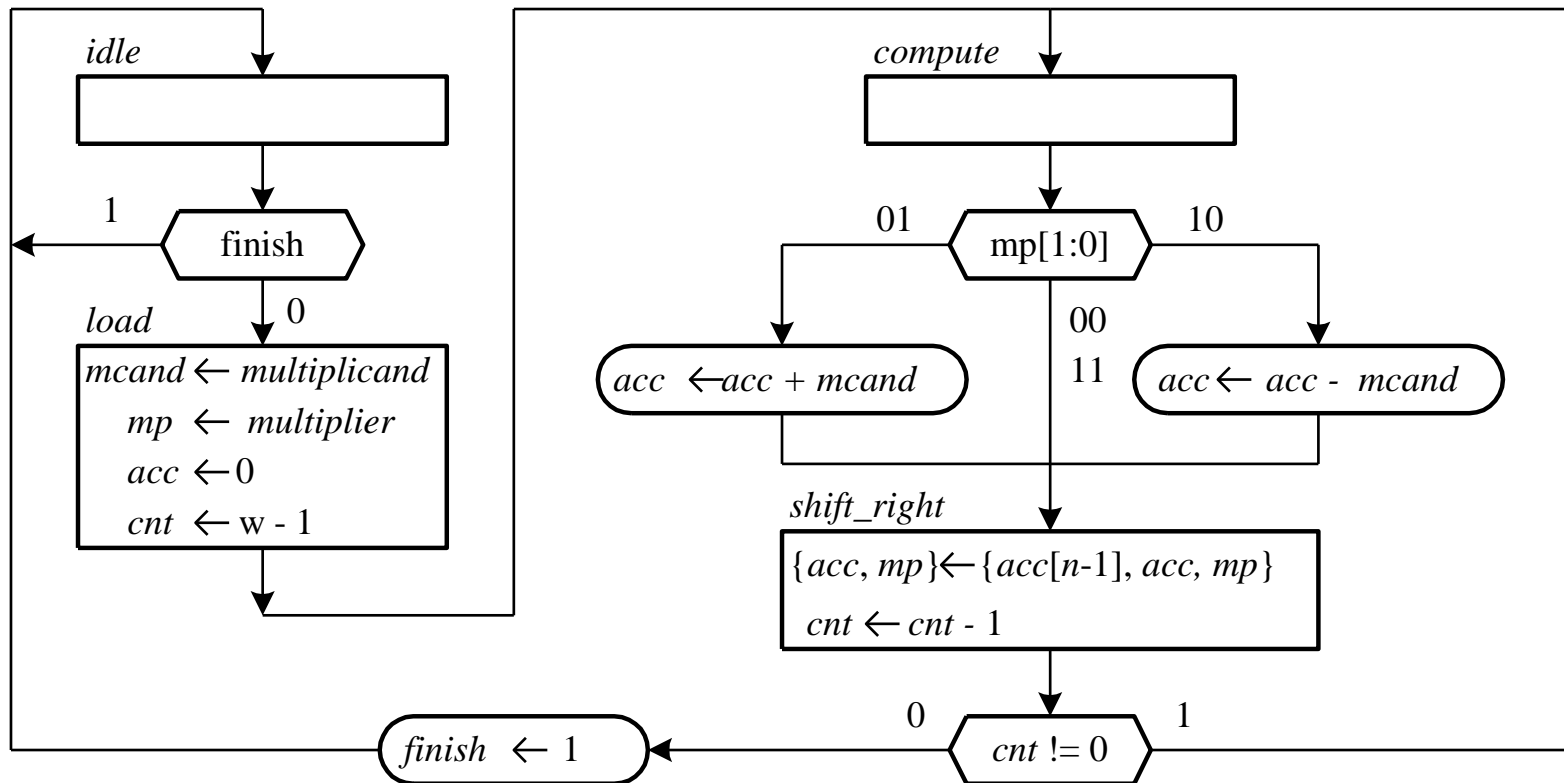 idle
1
finish
0
load
mcand ← multiplicand
mp ← multiplier
acc ← 0
cnt ← w - 1
compute
01
mp[1:0]
10
00
11
acc ←acc + mcand
acc ← acc - mcand
shift_right
{acc, mp}←{acc[n-1], acc, mp}
cnt ← cnt - 1
0
cnt != 0
1
finish ← 1